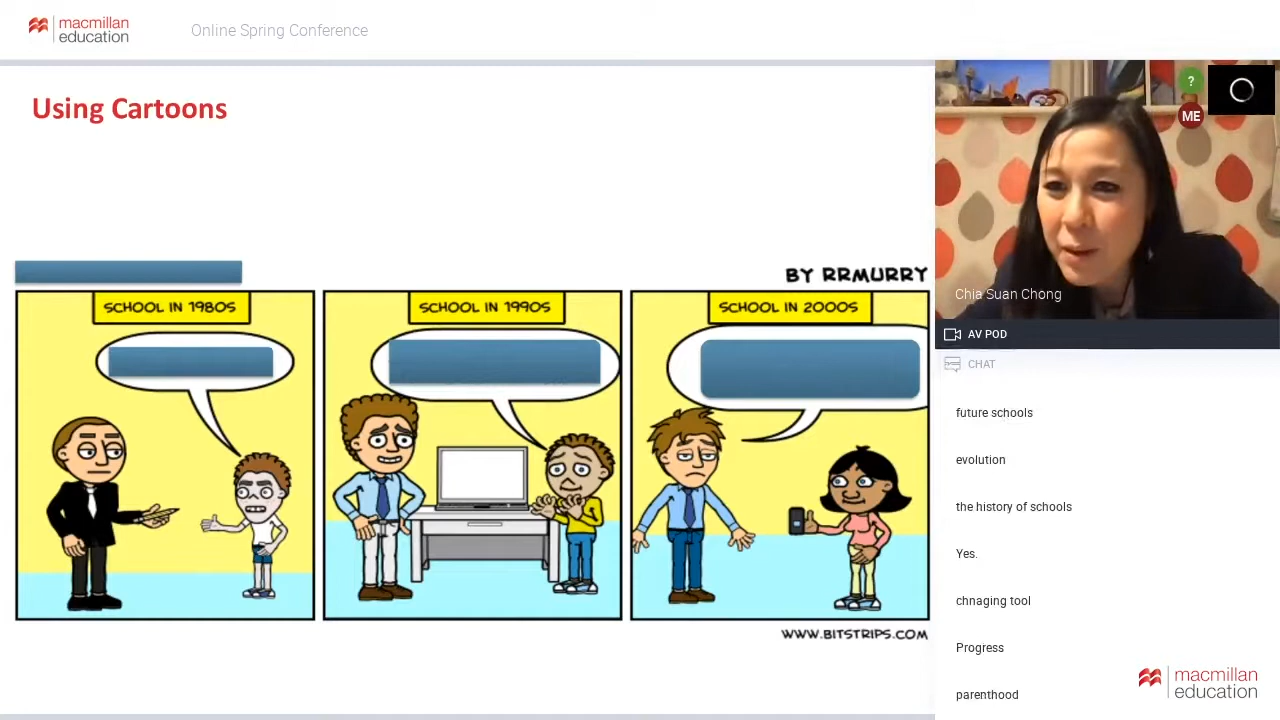 macmillan
education
Online Spring Conference
Using Cartoons
BY RRMURRY
SCHOOL IN 1980S
SCHOOL IN 1990S
SCHOOL IN 2000S
WWW.BITSTRIPS.COM
?
ME
Chia Suan Chong
AV POD
CHAT
future schools
evolution
the history of schools
Yes.
chnaging tool
Progress
parenthood
macmillan
education